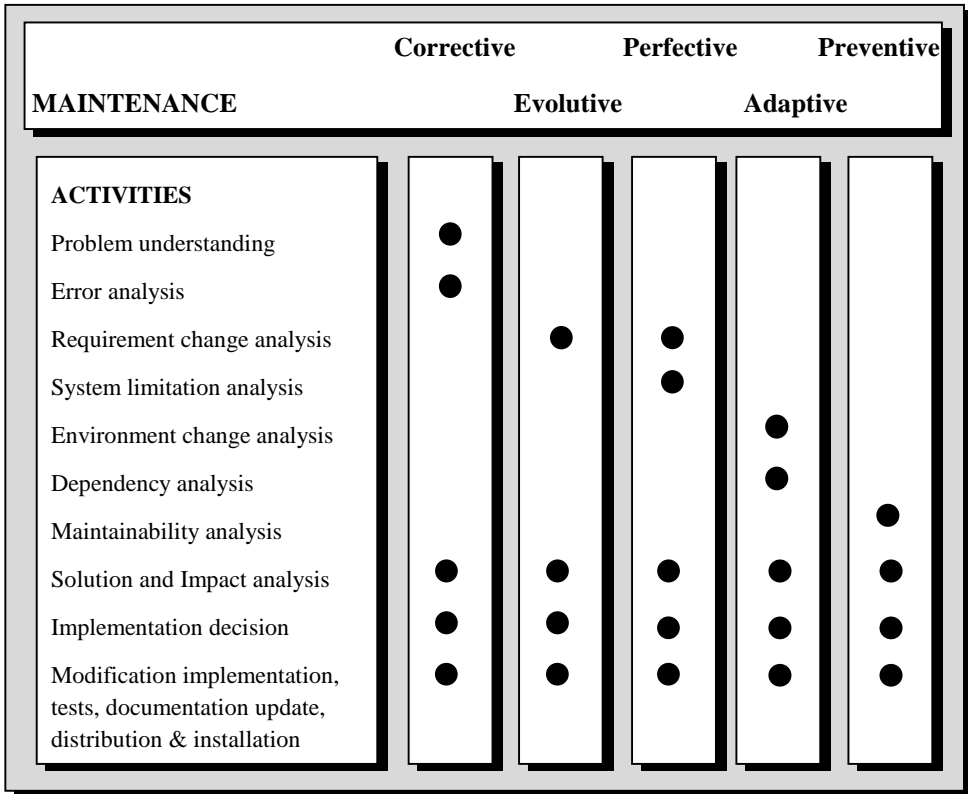 Corrective Perfective Preventive
MAINTENANCE Evolutive Adaptive
ACTIVITIES
Problem understanding
Error analysis
Requirement change analysis
System limitation analysis
Environment change analysis
Dependency analysis
Maintainability analysis
Solution and Impact analysis
Implementation decision
Modification implementation,
tests, documentation update,
distribution & installation